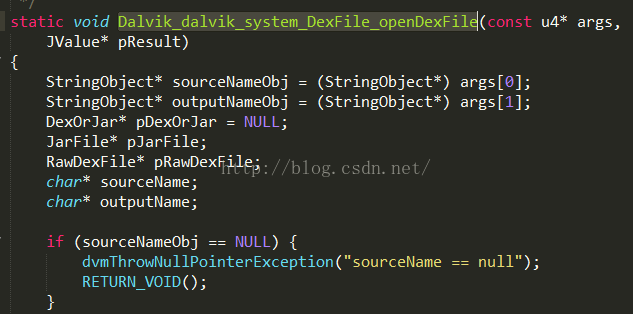 */
static void Dalvik_dalvik_system_DexFile_openDexFile(const u4* args,
    JValue* pResult)
{
    StringObject* sourceNameObj = (StringObject*) args[0];
    StringObject* outputNameObj = (StringObject*) args[1];
    DexOrJar* pDexOrJar = NULL;
    JarFile* pJarFile;
    RawDexFile* pRawDexFile;
http://blog.csdn.net/
    char* sourceName;
    char* outputName;

    if (sourceNameObj == NULL) {
        dvmThrowNullPointerException("sourceName == null");
        RETURN_VOID();
    }